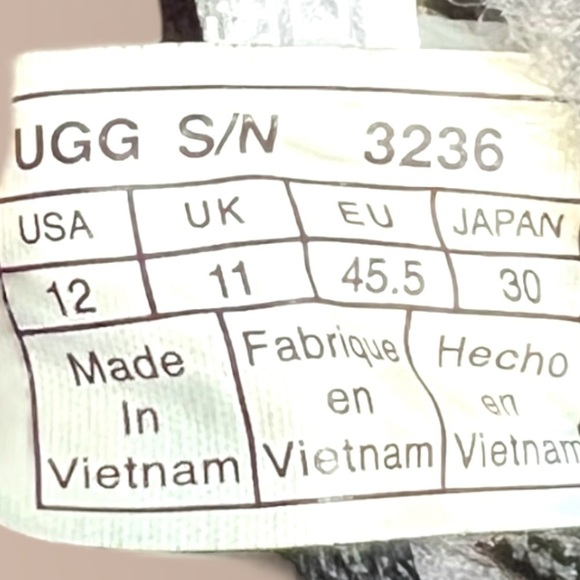 UGG S/N 3236
USA UK EU JAPAN
12 11 45.5 30
Made In Vietnam
Fabrique en Vietnam
Hecho en Vietnam